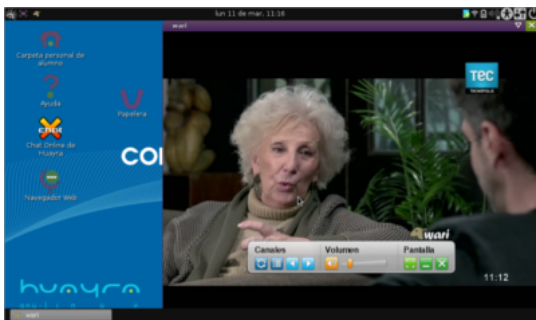 lun 11 de mar, 11:16
wari
Carpeta personal de
alumno
Ayuda
Papelera
Chat Online de
Huayra
Navegador Web
TEC
TECNÓPOLIS
wari
Canales
Volumen
Pantalla
11:12
huayra
wari